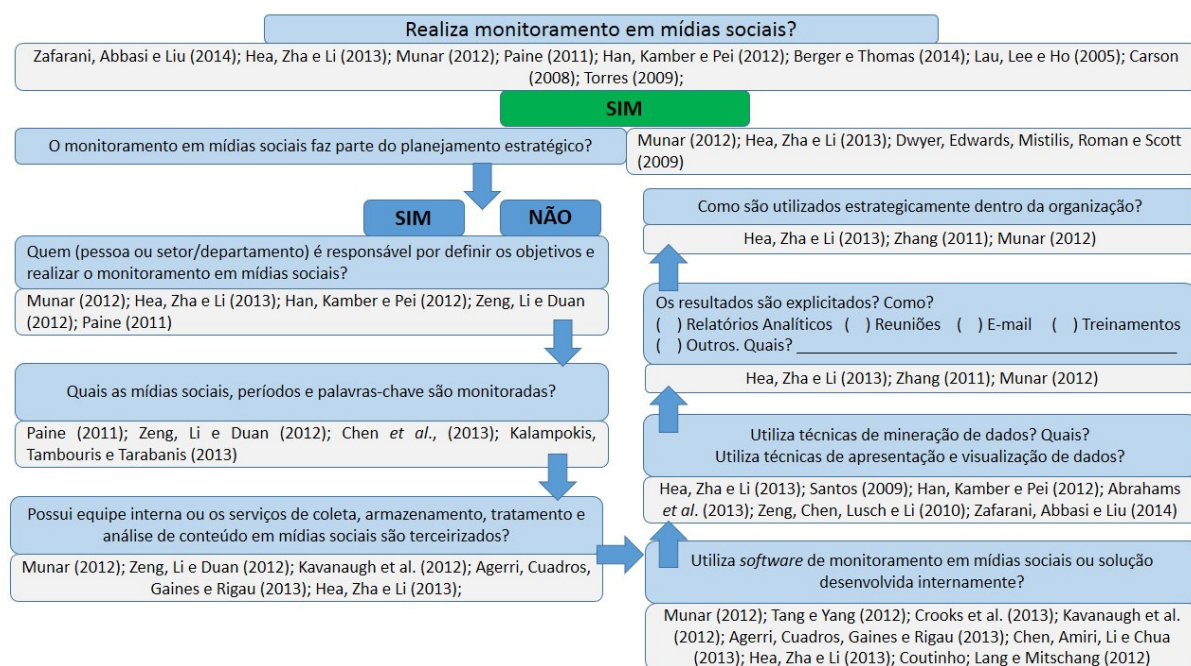 Realiza monitoramento em mídias sociais?
Zafarani, Abbasi e Liu (2014); Hea, Zha e Li (2013); Munar (2012); Paine (2011); Han, Kamber e Pei (2012); Berger e Thomas (2014); Lau, Lee e Ho (2005); Carson
(2008); Torres (2009);
SIM
O monitoramento em mídias sociais faz parte do planejamento estratégico?
Munar (2012); Hea, Zha e Li (2013); Dwyer, Edwards, Mistilis, Roman e Scott
(2009)
SIM
NÃO
Quem (pessoa ou setor/departamento) é responsável por definir os objetivos e
realizar o monitoramento em mídias sociais?
Munar (2012); Hea, Zha e Li (2013); Han, Kamber e Pei (2012); Zeng, Li e Duan
(2012); Paine (2011)
Quais as mídias sociais, períodos e palavras-chave são monitoradas?
Paine (2011); Zeng, Li e Duan (2012); Chen et al., (2013); Kalampokis,
Tambouris e Tarabanis (2013)
Possui equipe interna ou os serviços de coleta, armazenamento, tratamento e
análise de conteúdo em mídias sociais são terceirizados?
Munar (2012); Zeng, Li e Duan (2012); Kavanaugh et al. (2012); Agerri, Cuadros,
Gaines e Rigau (2013); Hea, Zha e Li (2013);
Utiliza software de monitoramento em mídias sociais ou solução
desenvolvida internamente?
Munar (2012); Tang e Yang (2012); Crooks et al. (2013); Kavanaugh et al.
(2012); Agerri, Cuadros, Gaines e Rigau (2013); Chen, Amiri, Li e Chua
(2013); Hea, Zha e Li (2013); Coutinho; Lang e Mitschang (2012)
Utiliza técnicas de mineração de dados? Quais?
Utiliza técnicas de apresentação e visualização de dados?
Hea, Zha e Li (2013); Santos (2009); Han, Kamber e Pei (2012); Abrahams
et al. (2013); Zeng, Chen, Lusch e Li (2010); Zafarani, Abbasi e Liu (2014)
Os resultados são explicitados? Como?
( ) Relatórios Analíticos ( ) Reuniões ( ) E-mail ( ) Treinamentos
( ) Outros. Quais? ____________________
Hea, Zha e Li (2013); Zhang (2011); Munar (2012)
Como são utilizados estrategicamente dentro da organização?
Hea, Zha e Li (2013); Zhang (2011); Munar (2012)